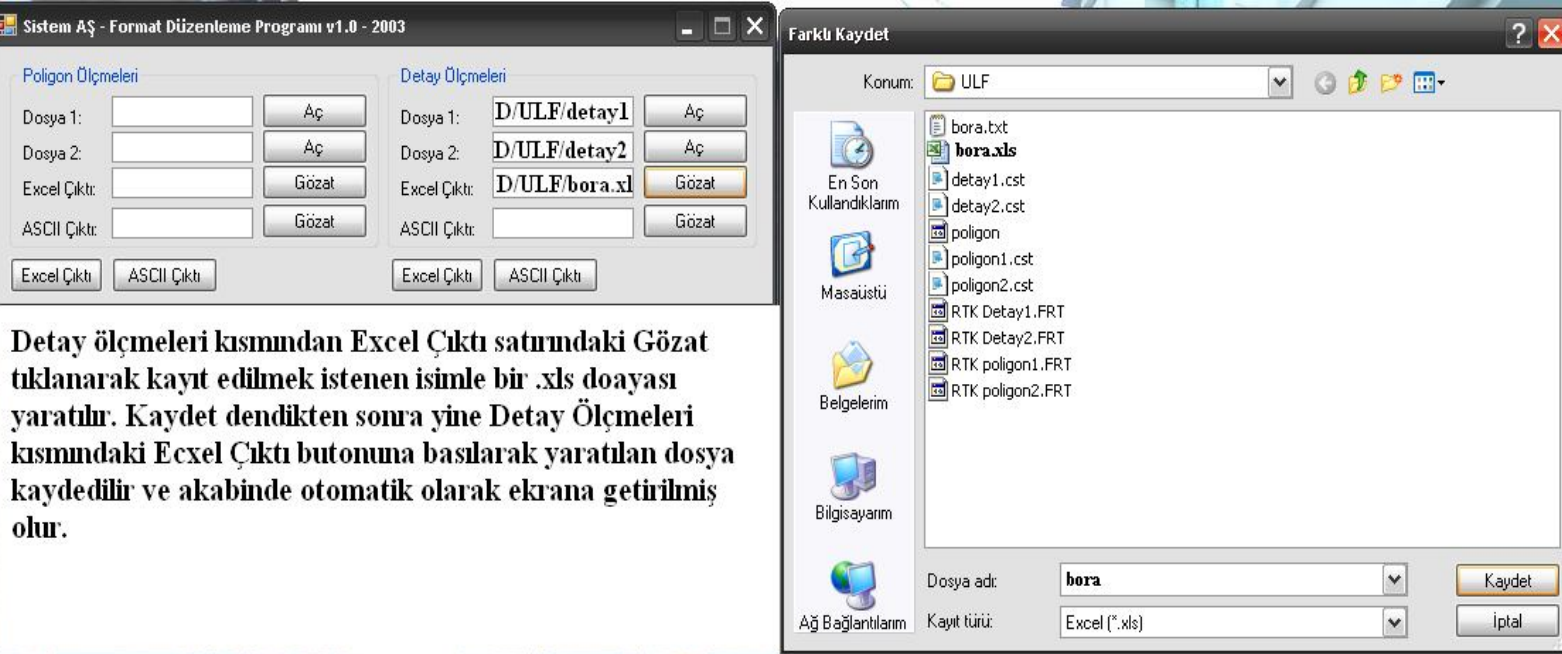 Sistem AŞ - Format Düzenleme Programı v1.0 - 2003
Poligon Ölçmeleri
Dosya 1:
Aç
Dosya 2:
Aç
Excel Çıktı:
Gözat
ASCII Çıktı:
Gözat
Excel Çıktı
ASCII Çıktı
Detay Ölçmeleri
Dosya 1:
D/ULF/detay1
Aç
Dosya 2:
D/ULF/detay2
Aç
Excel Çıktı:
D/ULF/bora.xl
Gözat
ASCII Çıktı:
Gözat
Excel Çıktı
ASCII Çıktı
Detay ölçmeleri kısmından Excel Çıktı satırındaki Gözat
tıklanarak kayıt edilmek istenen isimle bir .xls doayası
yaratılır. Kaydet dendikten sonra yine Detay Ölçmeleri
kısmındaki Ecxel Çıktı butonuna basılarak yaratılan dosya
kaydedilir ve akabinde otomatik olarak ekrana getirilmiş
olur.
Farklı Kaydet
Konum:
ULF
En Son
Kullandıklarım
Masaüstü
Belgelerim
Bilgisayarım
Ağ Bağlantılarım
bora.txt
bora.xls
detay1.cst
detay2.cst
poligon
poligon1.cst
poligon2.cst
RTK Detay1.FRT
RTK Detay2.FRT
RTK poligon1.FRT
RTK poligon2.FRT
Dosya adı:
bora
Kaydet
Kayıt türü:
Excel (*.xls)
İptal